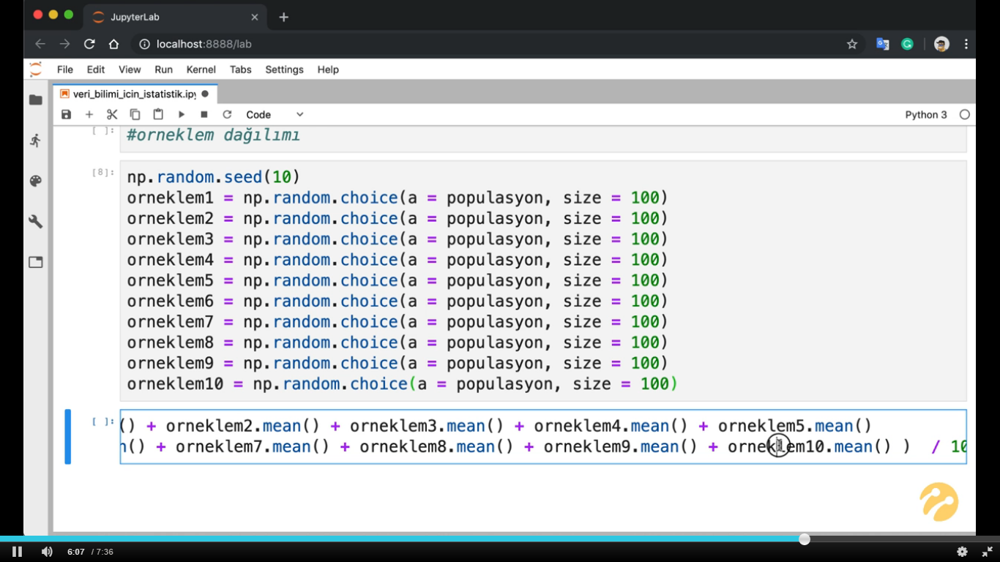 JupyterLab
localhost:8888/lab
File Edit View Run Kernel Tabs Settings Help
veri_bilimi_icin_istatistik.ipy
Code Python 3
[ ]: #orneklem dağılımı
[8]: np.random.seed(10)
orneklem1 = np.random.choice(a = populasyon, size = 100)
orneklem2 = np.random.choice(a = populasyon, size = 100)
orneklem3 = np.random.choice(a = populasyon, size = 100)
orneklem4 = np.random.choice(a = populasyon, size = 100)
orneklem5 = np.random.choice(a = populasyon, size = 100)
orneklem6 = np.random.choice(a = populasyon, size = 100)
orneklem7 = np.random.choice(a = populasyon, size = 100)
orneklem8 = np.random.choice(a = populasyon, size = 100)
orneklem9 = np.random.choice(a = populasyon, size = 100)
orneklem10 = np.random.choice(a = populasyon, size = 100)
[ ]: () + orneklem2.mean() + orneklem3.mean() + orneklem4.mean() + orneklem5.mean()
n() + orneklem7.mean() + orneklem8.mean() + orneklem9.mean() + orneklem10.mean() ) / 10
6:07 / 7:36